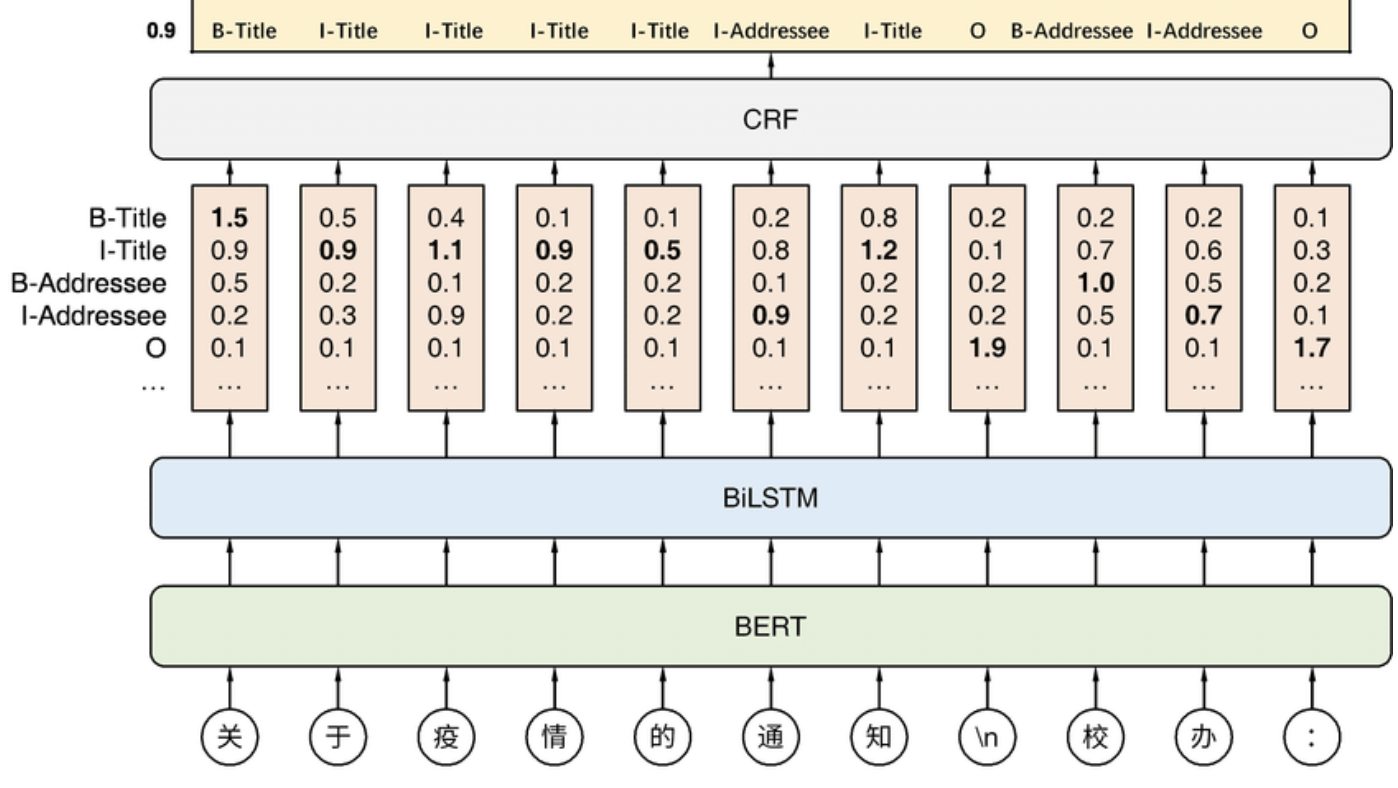 0.9 B-Title I-Title I-Title I-Title I-Title I-Addressee I-Title O B-Addressee I-Addressee O
CRF
B-Title 1.5 0.5 0.4 0.1 0.1 0.2 0.8 0.2 0.2 0.2 0.1
I-Title 0.9 0.9 1.1 0.9 0.5 0.8 1.2 0.1 0.7 0.6 0.3
B-Addressee 0.5 0.2 0.1 0.2 0.2 0.1 0.2 0.2 1.0 0.5 0.2
I-Addressee 0.2 0.3 0.9 0.2 0.2 0.9 0.2 0.2 0.5 0.7 0.1
O 0.1 0.1 0.1 0.1 0.1 0.1 0.1 1.9 0.1 0.1 1.7
... ... ... ... ... ... ... ... ... ... ... ...
BiLSTM
BERT
关 于 疫 情 的 通 知 \n 校 办 :